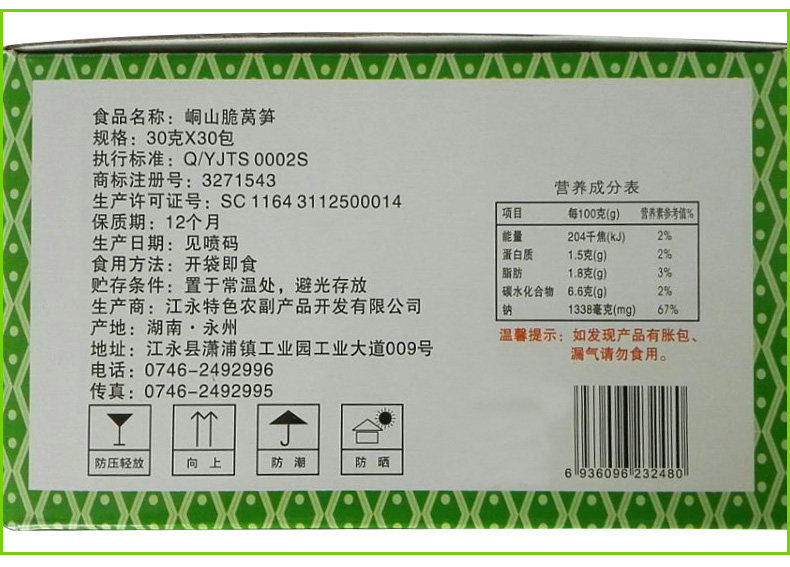 食品名称：峒山脆莴笋
规格：30克X30包
执行标准：Q/YJTS 0002S
商标注册号：3271543
生产许可证号：SC 1164 3112500014
保质期：12个月
生产日期：见喷码
食用方法：开袋即食
贮存条件：置于常温处，避光存放
生产商：江永特色农副产品开发有限公司
产地：湖南·永州
地址：江永县潇浦镇工业园工业大道009号
电话：0746-2492996
传真：0746-2492995
防压轻放 向上 防潮 防晒
营养成分表
项目 每100克(g) 营养素参考值%
能量 204千焦(kJ) 2%
蛋白质 1.5克(g) 2%
脂肪 1.8克(g) 3%
碳水化合物 6.6克(g) 2%
钠 1338毫克(mg) 67%
温馨提示：如发现产品有胀包、
漏气请勿食用。
6 936096 232480